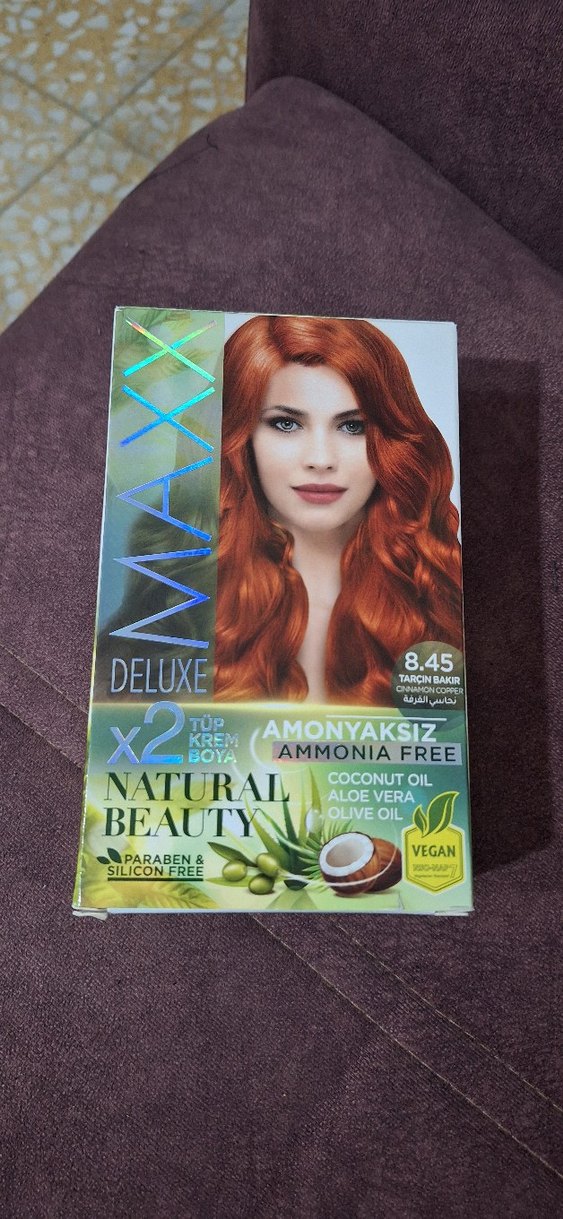 MAXX
DELUXE
8.45
TARÇIN BAKIR
CINNAMON COPPER
نحاسي القرفة
x2 TÜP
KREM
BOYA
AMONYAKSIZ
AMMONIA FREE
NATURAL
BEAUTY
COCONUT OIL
ALOE VERA
OLIVE OIL
PARABEN &
SILICON FREE
VEGAN